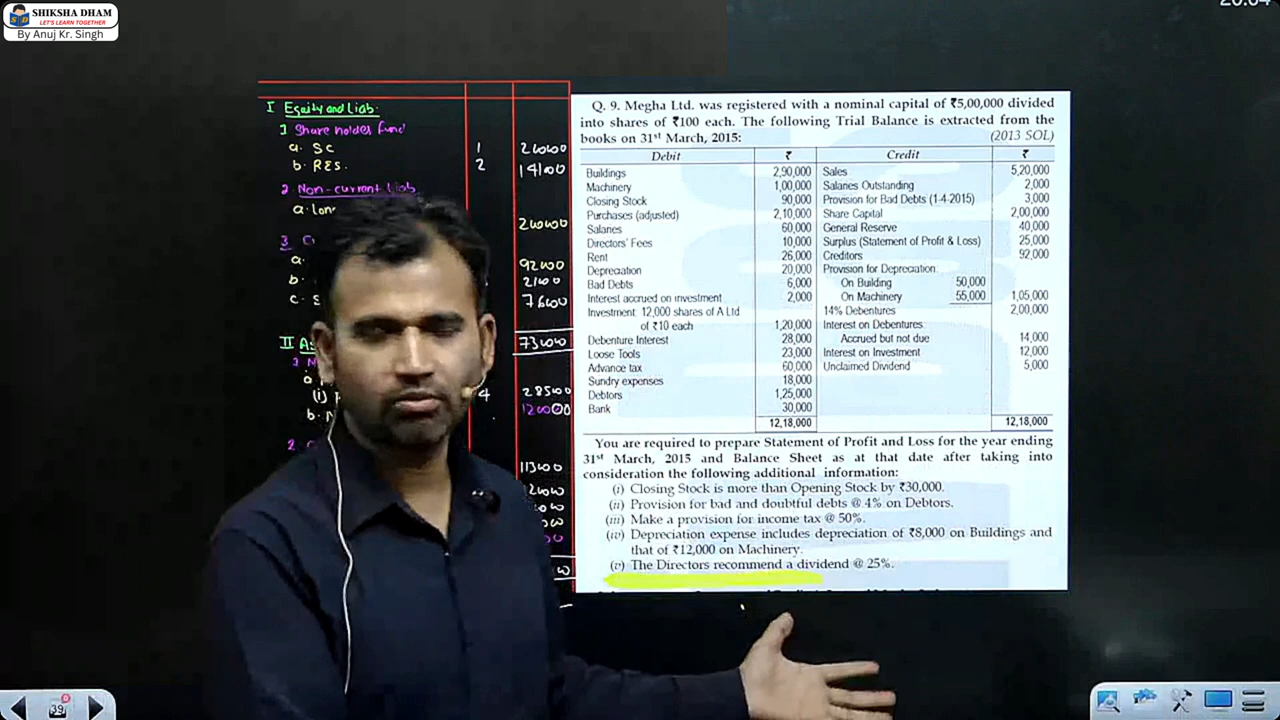 SHIKSHA DHAM
LET'S LEARN TOGETHER
By Anuj Kr. Singh
I Equity and Liab.
1 Share holder fund
a. SC 1
b. RES. 2 14100
2. Non-current Liab
a. Lon
3 C
a. 92000
b.
c. S
II As
(i) 4 28500
b.
2.
Q. 9. Megha Ltd. was registered with a nominal capital of ₹5,00,000 divided
into shares of ₹100 each. The following Trial Balance is extracted from the
books on 31st March, 2015: (2013 SOL)
Debit ₹ Credit ₹
Buildings 2,90,000 Sales 5,20,000
Machinery 1,00,000 Salaries Outstanding 2,000
Closing Stock 90,000 Provision for Bad Debts (1-4-2015) 3,000
Purchases (adjusted) 2,10,000 Share Capital 2,00,000
Salaries 60,000 General Reserve 40,000
Directors' Fees 10,000 Surplus (Statement of Profit & Loss) 25,000
Rent 26,000 Creditors 92,000
Depreciation 20,000 Provision for Depreciation
Bad Debts 6,000 On Building 50,000
Interest accrued on investment 2,000 On Machinery 55,000 1,05,000
Investment: 12,000 shares of A Ltd 14% Debentures 2,00,000
of ₹10 each 1,20,000 Interest on Debentures
Debenture Interest 28,000 Accrued but not due 14,000
Loose Tools 23,000 Interest on Investment 12,000
Advance tax 60,000 Unclaimed Dividend 5,000
Sundry expenses 18,000
Debtors 1,25,000
Bank 30,000
12,18,000 12,18,000
You are required to prepare Statement of Profit and Loss for the year ending
31st March, 2015 and Balance Sheet as at that date after taking into
consideration the following additional information:
(i) Closing Stock is more than Opening Stock by ₹30,000.
(ii) Provision for bad and doubtful debts @ 4% on Debtors.
(iii) Make a provision for income tax @ 50%.
(iv) Depreciation expense includes depreciation of ₹8,000 on Buildings and
that of ₹12,000 on Machinery.
(v) The Directors recommend a dividend @ 25%.
39